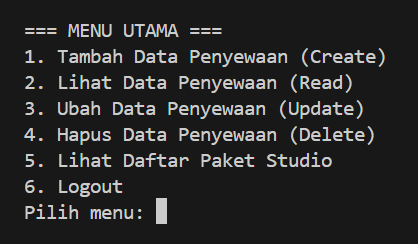 === MENU UTAMA ===
1. Tambah Data Penyewaan (Create)
2. Lihat Data Penyewaan (Read)
3. Ubah Data Penyewaan (Update)
4. Hapus Data Penyewaan (Delete)
5. Lihat Daftar Paket Studio
6. Logout
Pilih menu: